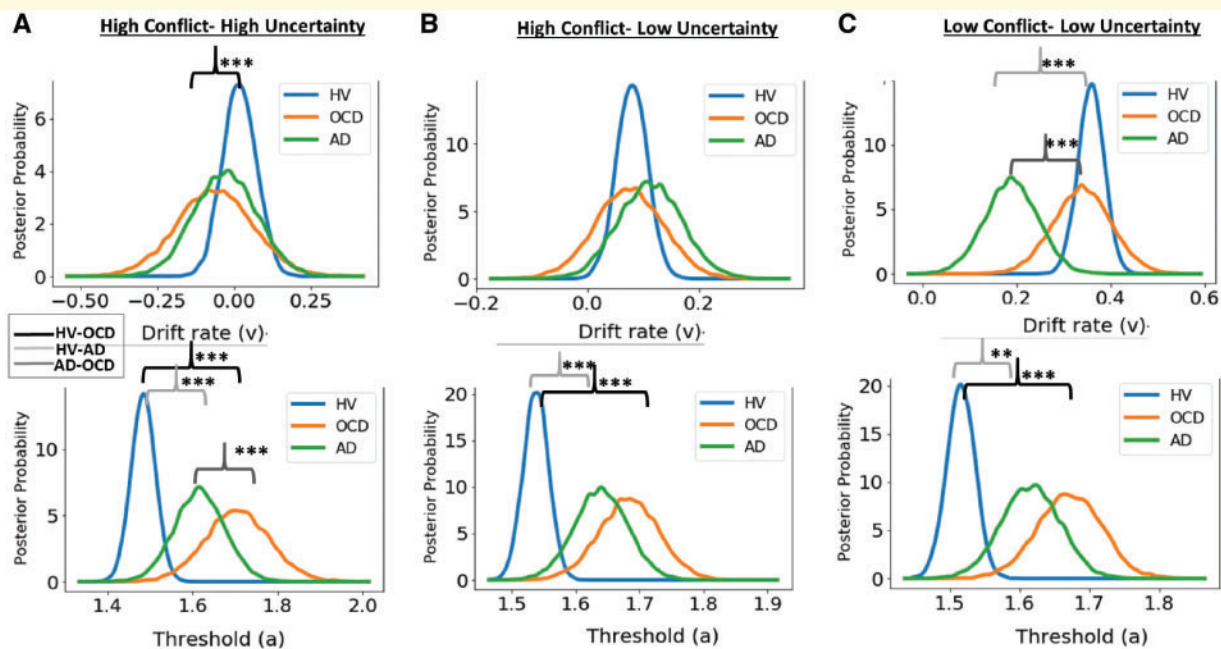 A High Conflict- High Uncertainty
***
Posterior Probability
6
4
2
0
HV
OCD
AD
−0.50 −0.25 0.00 0.25
Drift rate (v).
B High Conflict- Low Uncertainty
Posterior Probability
10
5
0
HV
OCD
AD
−0.2 0.0 0.2
Drift rate (v).
C Low Conflict- Low Uncertainty
***
***
Posterior Probability
10
5
0
HV
OCD
AD
0.0 0.2 0.4 0.6
Drift rate (v).
HV-OCD
HV-AD
AD-OCD
***
***
***
Posterior Probability
10
5
0
HV
OCD
AD
1.4 1.6 1.8 2.0
Threshold (a)
***
***
Posterior Probability
20
15
10
5
0
HV
OCD
AD
1.5 1.6 1.7 1.8 1.9
Threshold (a)
**
***
Posterior Probability
20
15
10
5
0
HV
OCD
AD
1.5 1.6 1.7 1.8
Threshold (a)